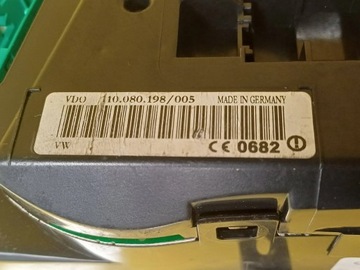 VDO 110.080.198/005 MADE IN GERMANY
VW CE 0682